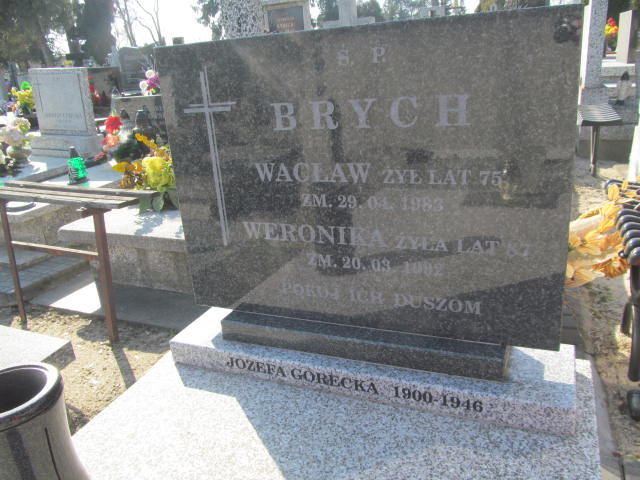 Ś. P.
BRYCH
WACŁAW ŻYŁ LAT 75
ZM. 29. 04. 1983
WERONIKA ŻYŁA LAT 87
ZM. 20. 03. 1992
POKÓJ ICH DUSZOM
JÓZEFA GÓRECKA 1900-1946